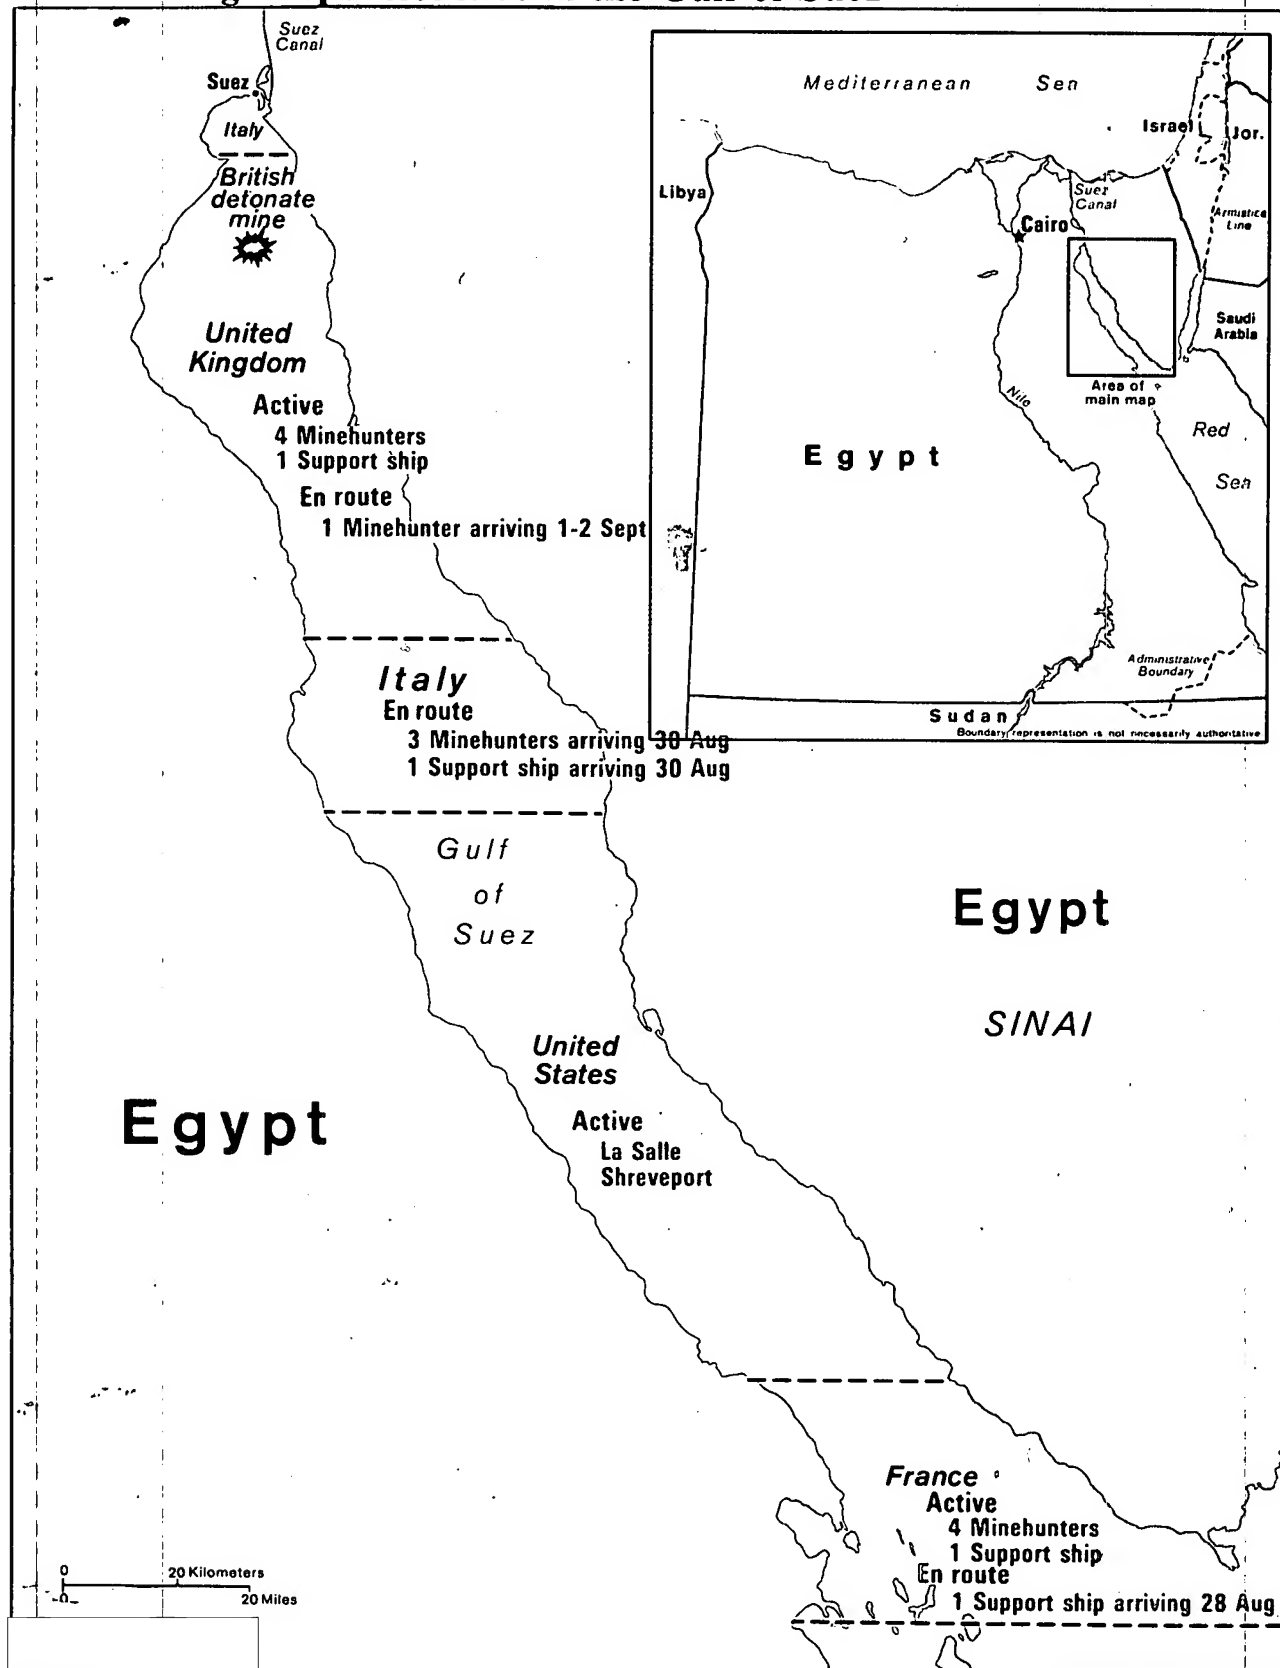 Gulf of Suez
Suez
Canal
Suez
Italy
British
detonate
mine
United
Kingdom
Active
4 Minehunters
1 Support ship
En route
1 Minehunter arriving 1-2 Sept
Italy
En route
3 Minehunters arriving 30 Aug
1 Support ship arriving 30 Aug
Gulf
of
Suez
United
States
Active
La Salle
Shreveport
Egypt
Egypt
SINAI
France
Active
4 Minehunters
1 Support ship
En route
1 Support ship arriving 28 Aug
0
20 Kilometers
0
20 Miles
Mediterranean Sea
Israel
Jor.
Libya
Suez
Canal
Cairo
Armistice
Line
Saudi
Arabia
Area of
main map
Nile
Red
Sea
Egypt
Administrative
Boundary
Sudan
Boundary representation is not necessarily authoritative